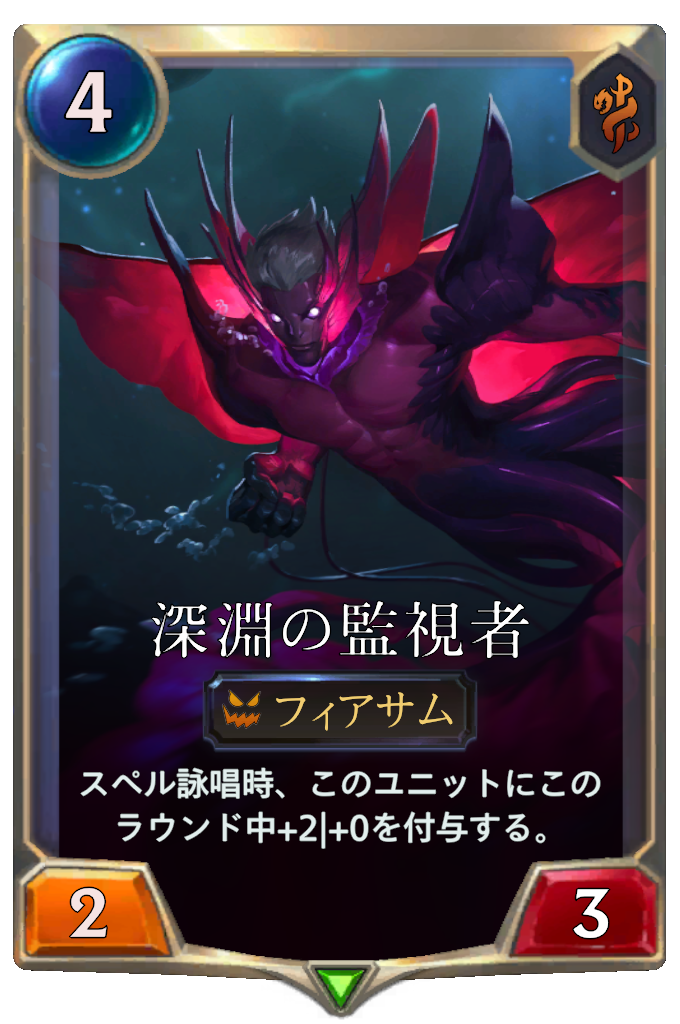 4
深淵の監視者
フィアサム
スペル詠唱時、このユニットにこの
ラウンド中+2|+0を付与する。
2
3